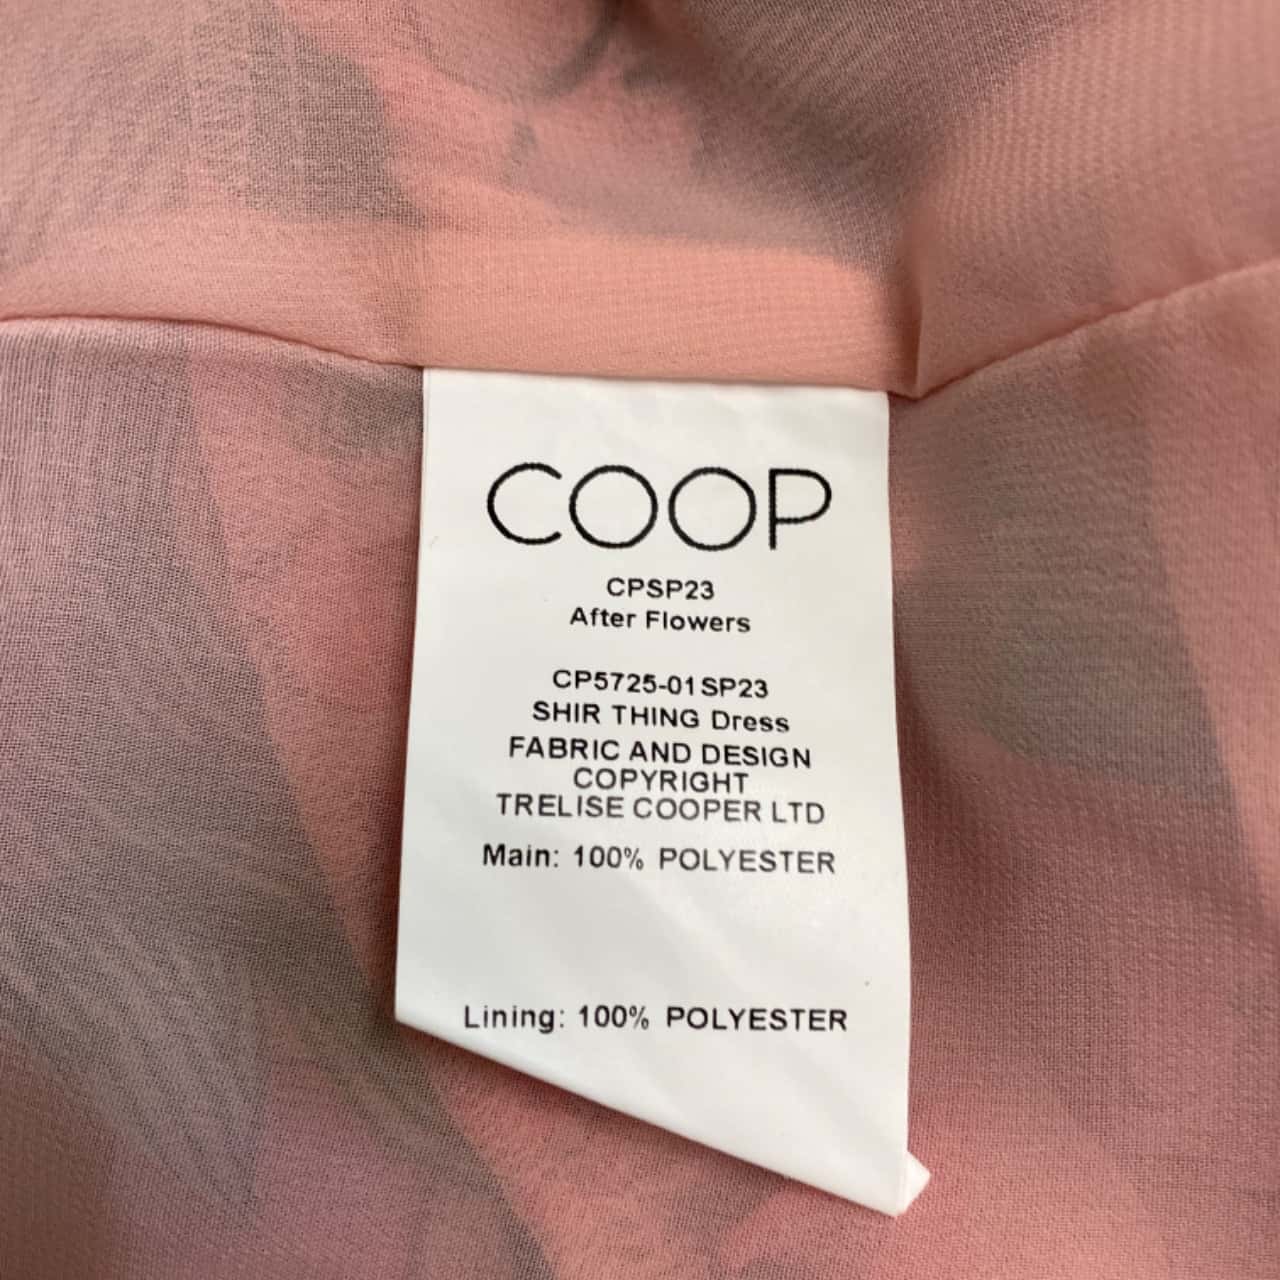 COOP
CPSP23
After Flowers
CP5725-01SP23
SHIR THING Dress
FABRIC AND DESIGN
COPYRIGHT
TRELISE COOPER LTD
Main: 100% POLYESTER
Lining: 100% POLYESTER